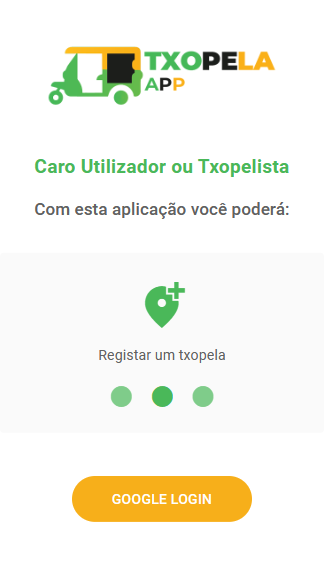 TXOPELA
APP
Caro Utilizador ou Txopelista
Com esta aplicação você poderá:
Registar um txopela
GOOGLE LOGIN